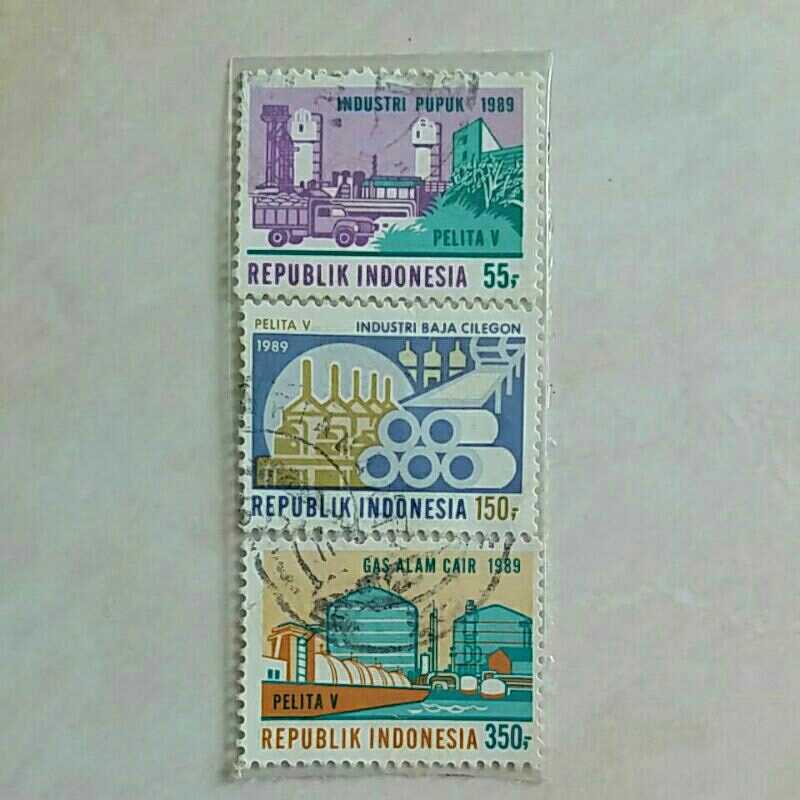 INDUSTRI PUPUK 1989
PELITA V
REPUBLIK INDONESIA 55,-
PELITA V INDUSTRI BAJA CILEGON
1989
REPUBLIK INDONESIA 150,-
GAS ALAM CAIR 1989
PELITA V
REPUBLIK INDONESIA 350,-